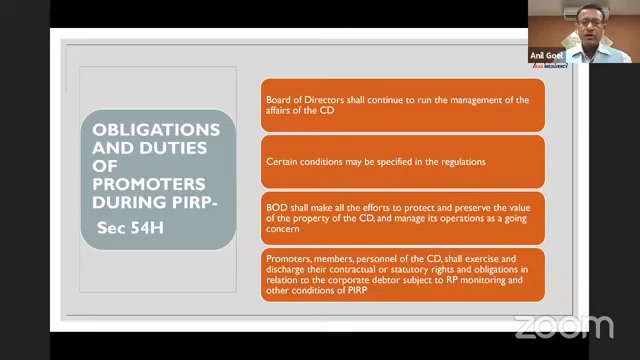 Anil Goel
AAA INSOLVENCY
OBLIGATIONS
AND DUTIES
OF
PROMOTERS
DURING PIRP-
Sec 54H
Board of Directors shall continue to run the management of the
affairs of the CD
Certain conditions may be specified in the regulations
BOD shall make all the efforts to protect and preserve the value
of the property of the CD, and manage its operations as a going
concern
Promoters, members, personnel of the CD, shall exercise and
discharge their contractual or statutory rights and obligations in
relation to the corporate debtor subject to RP monitoring and
other conditions of PIRP
zoom